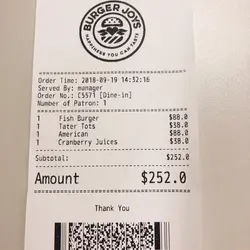 BURGER JOYS
HAPPINESS YOU CAN TASTE
Order Time: 2018-09-19 14:32:16
Served By: manager
Order No.: C5571 [Dine-in]
Number of Patron: 1
1 Fish Burger $88.0
1 Tater Tots $38.0
1 American $88.0
1 Cranberry Juices $38.0
Subtotal: $252.0
Amount $252.0
Thank You